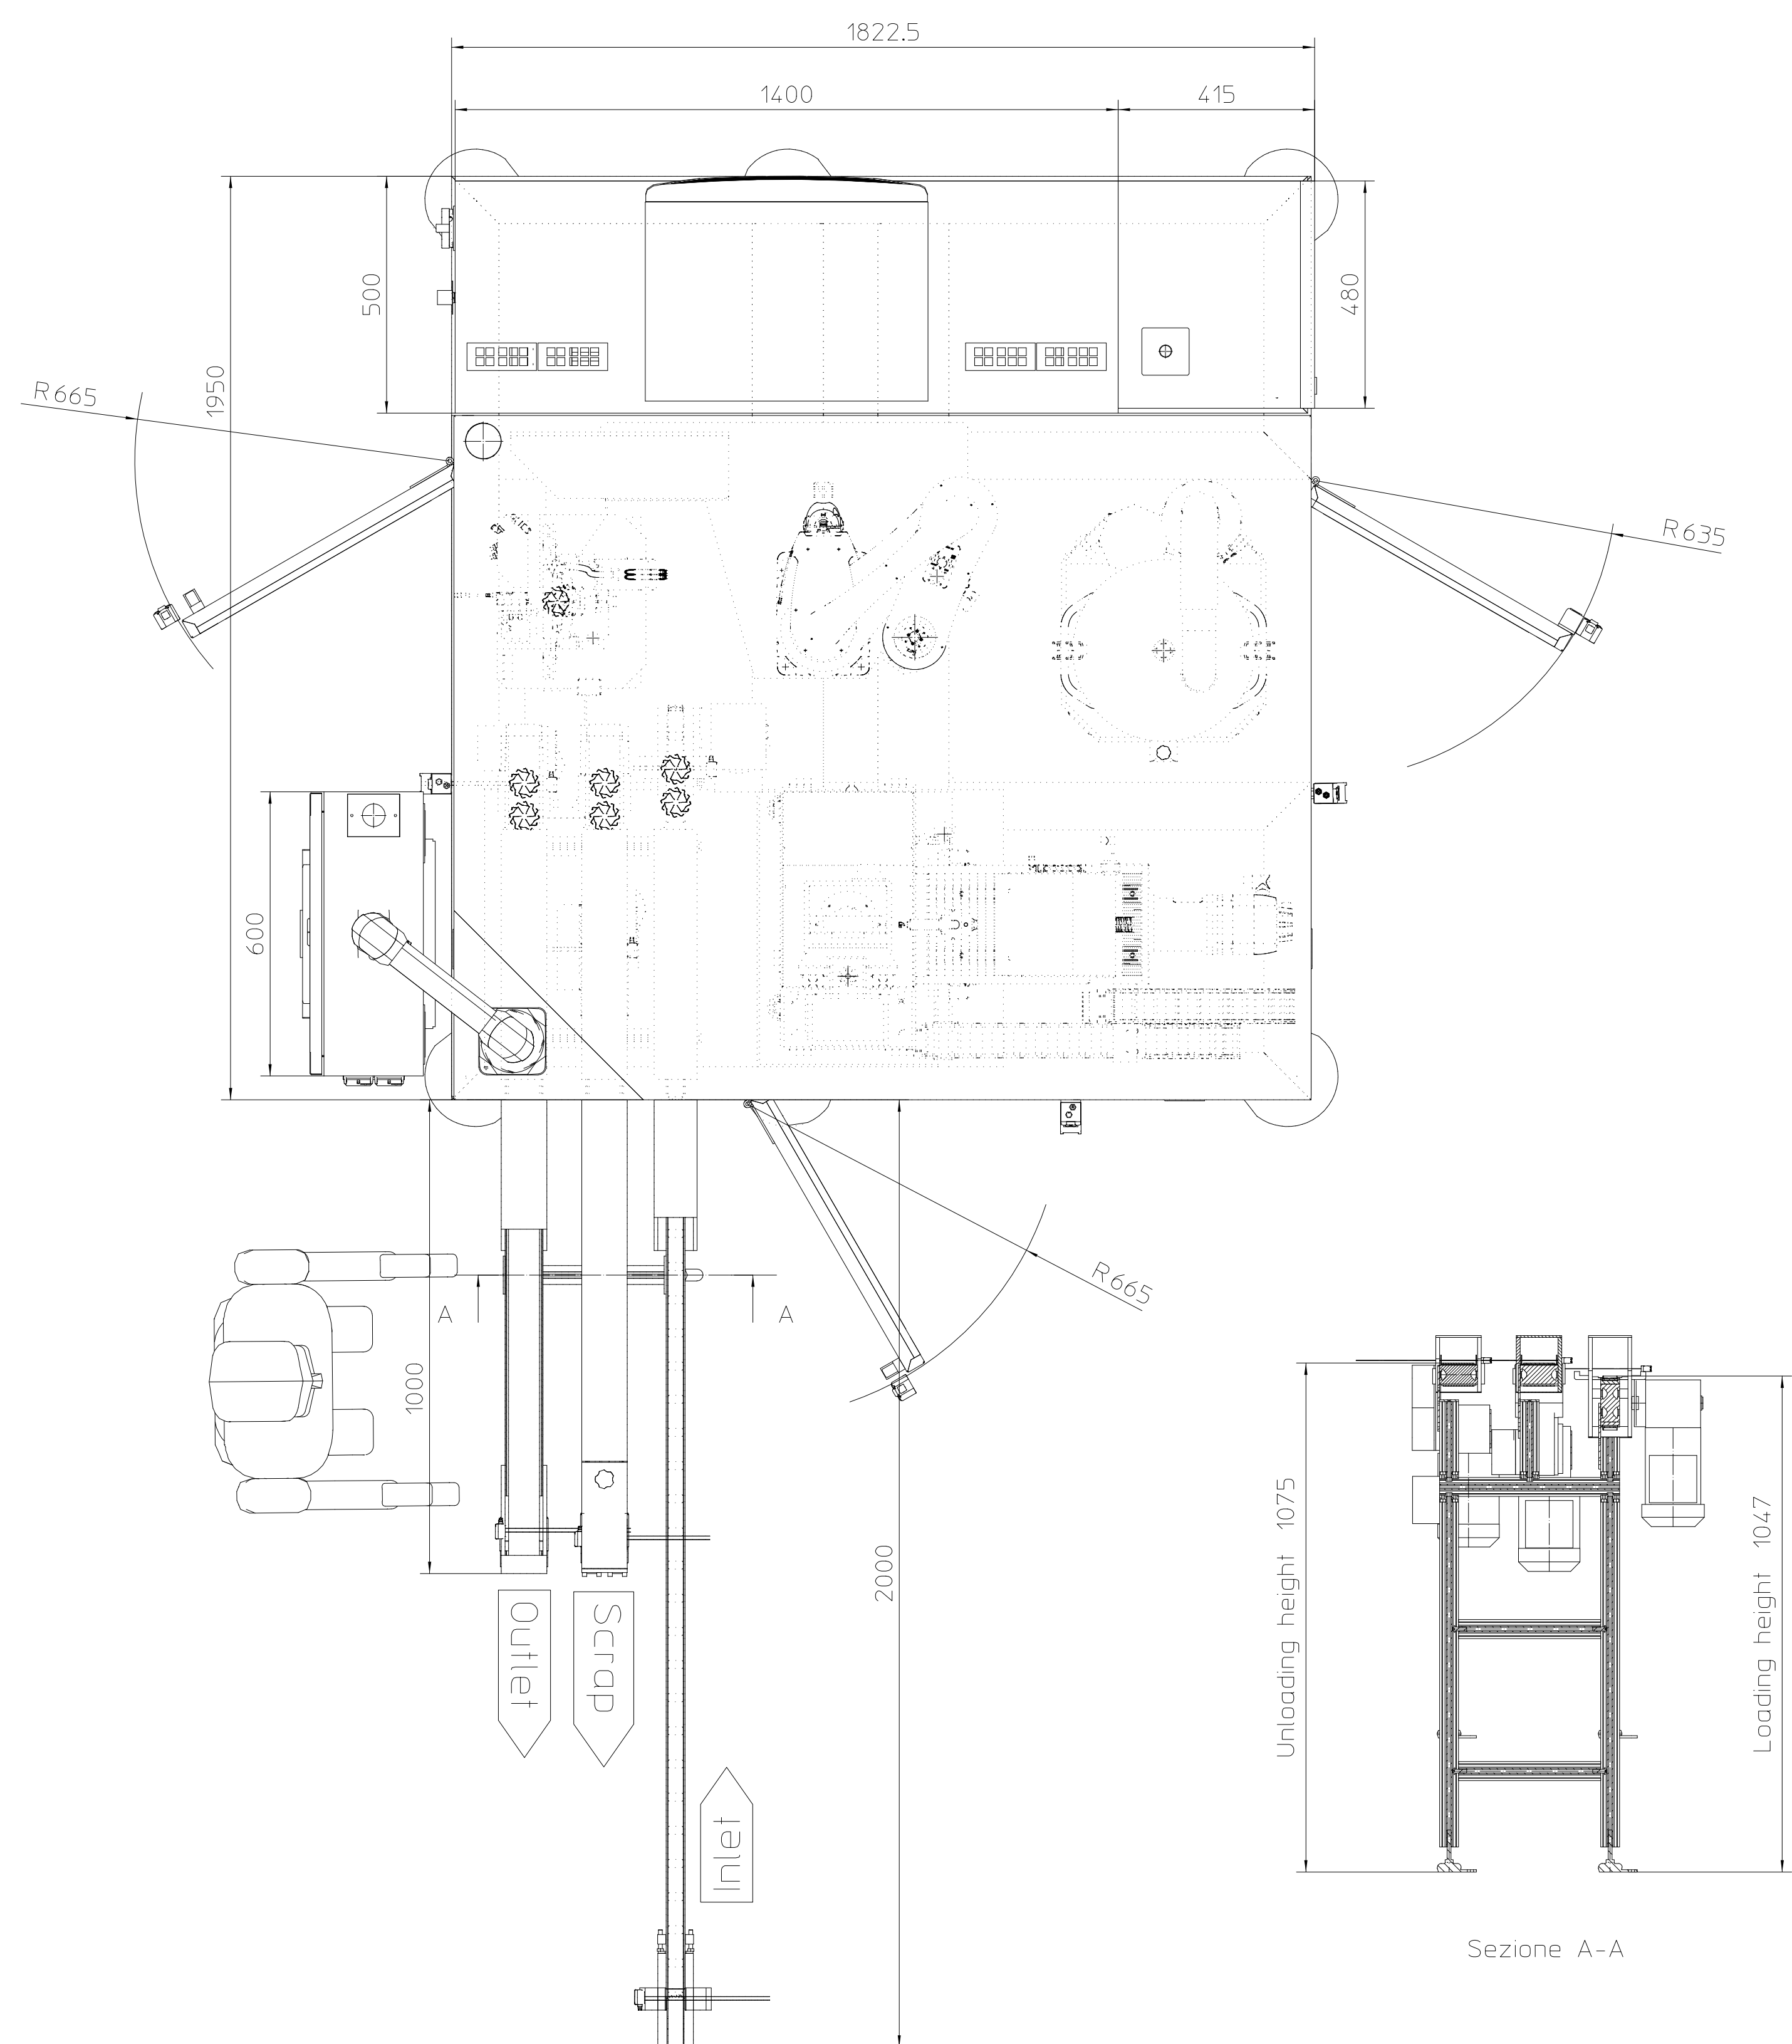 1822.5
1400
415
500
480
1950
R665
R635
600
A
A
R665
1000
2000
Outlet
Scrap
Inlet
Unloading height 1075
Loading height 1047
Sezione A-A